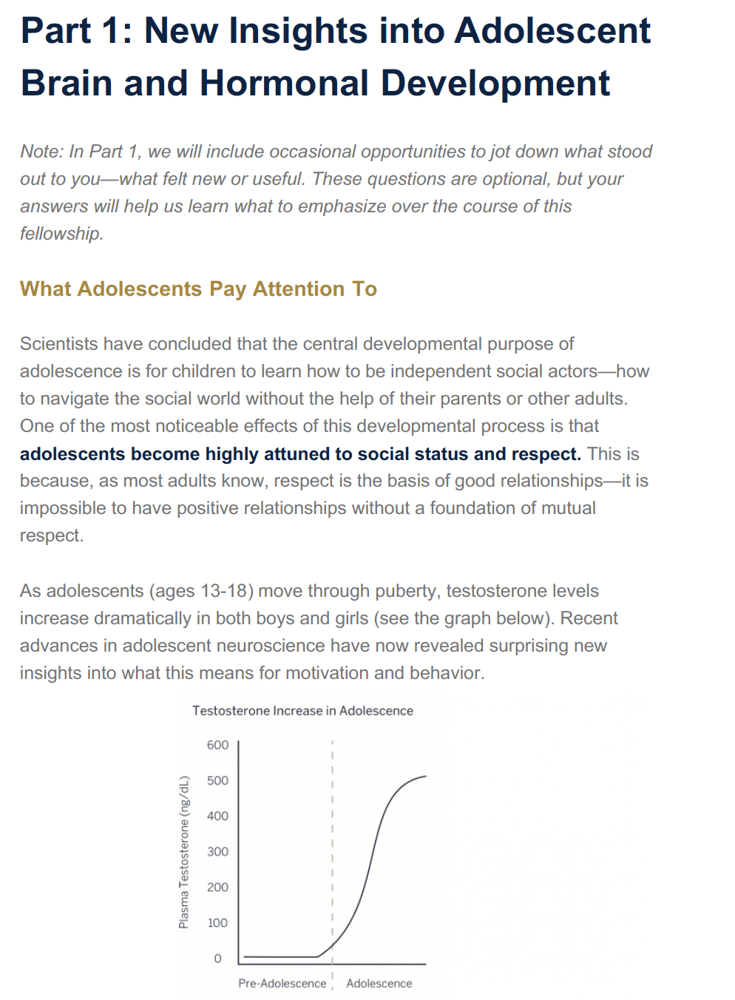 Part 1: New Insights into Adolescent
Brain and Hormonal Development
Note: In Part 1, we will include occasional opportunities to jot down what stood
out to you—what felt new or useful. These questions are optional, but your
answers will help us learn what to emphasize over the course of this
fellowship.
What Adolescents Pay Attention To
Scientists have concluded that the central developmental purpose of
adolescence is for children to learn how to be independent social actors—how
to navigate the social world without the help of their parents or other adults.
One of the most noticeable effects of this developmental process is that
adolescents become highly attuned to social status and respect. This is
because, as most adults know, respect is the basis of good relationships—it is
impossible to have positive relationships without a foundation of mutual
respect.
As adolescents (ages 13-18) move through puberty, testosterone levels
increase dramatically in both boys and girls (see the graph below). Recent
advances in adolescent neuroscience have now revealed surprising new
insights into what this means for motivation and behavior.
Testosterone Increase in Adolescence
Plasma Testosterone (ng/dL)
600
500
400
300
200
100
0
Pre-Adolescence Adolescence